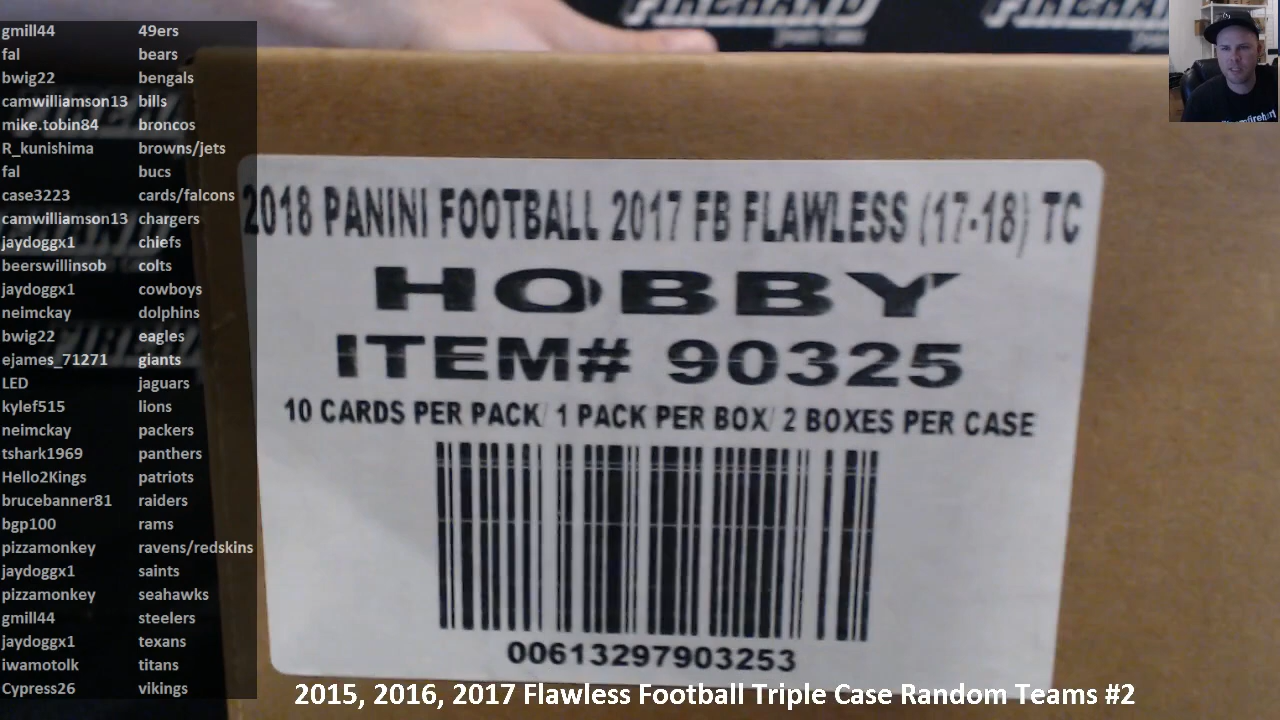 gmill44 49ers
fal bears
bwig22 bengals
camwilliamson13 bills
mike.tobin84 broncos
R_kunishima browns/jets
fal bucs
case3223 cards/falcons
camwilliamson13 chargers
jaydoggx1 chiefs
beerswillinsob colts
jaydoggx1 cowboys
neimckay dolphins
bwig22 eagles
ejames_71271 giants
LED jaguars
kylef515 lions
neimckay packers
tshark1969 panthers
Hello2Kings patriots
brucebanner81 raiders
bgp100 rams
pizzamonkey ravens/redskins
jaydoggx1 saints
pizzamonkey seahawks
gmill44 steelers
jaydoggx1 texans
iwamotolk titans
Cypress26 vikings
2018 PANINI FOOTBALL 2017 FB FLAWLESS (17-18) TC
HOBBY
ITEM# 90325
10 CARDS PER PACK/ 1 PACK PER BOX/ 2 BOXES PER CASE
00613297903253
2015, 2016, 2017 Flawless Football Triple Case Random Teams #2